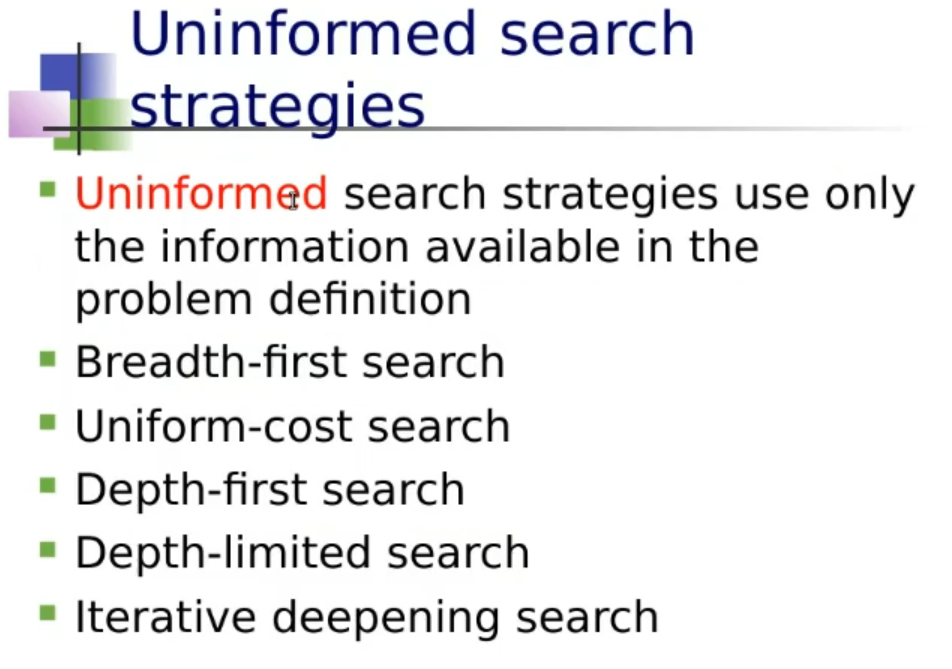 Uninformed search
strategies
Uninformed search strategies use only
the information available in the
problem definition
Breadth-first search
Uniform-cost search
Depth-first search
Depth-limited search
Iterative deepening search